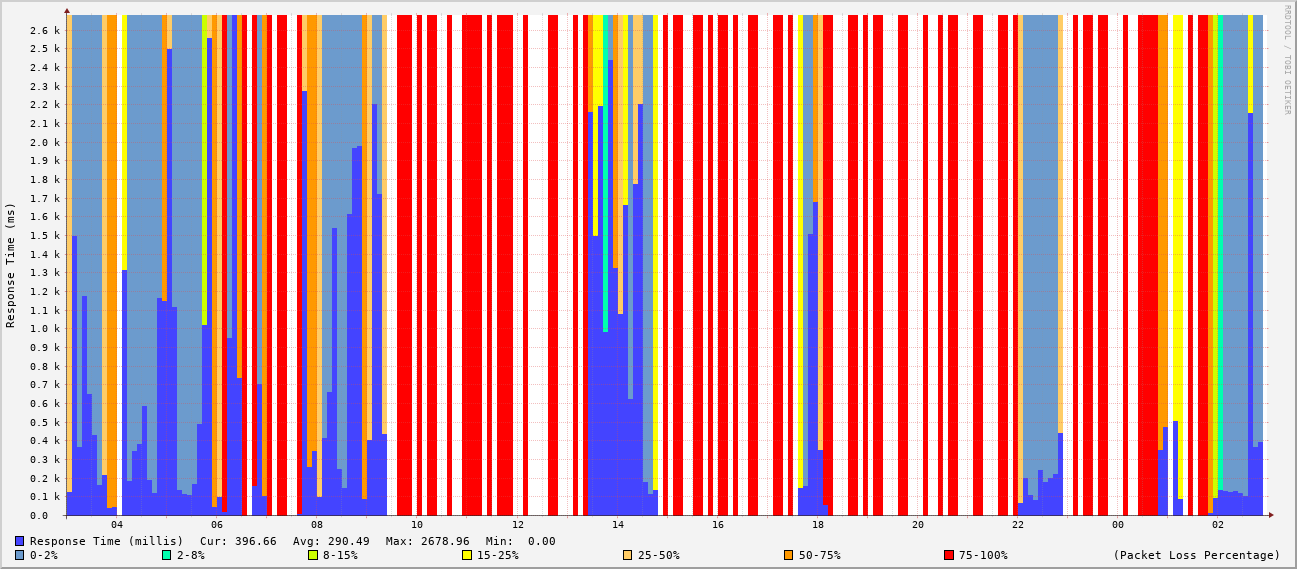 RRDTOOL / TOBI OETIKER
Response Time (ms)
2.6 k
2.5 k
2.4 k
2.3 k
2.2 k
2.1 k
2.0 k
1.9 k
1.8 k
1.7 k
1.6 k
1.5 k
1.4 k
1.3 k
1.2 k
1.1 k
1.0 k
0.9 k
0.8 k
0.7 k
0.6 k
0.5 k
0.4 k
0.3 k
0.2 k
0.1 k
0.0
04 06 08 10 12 14 16 18 20 22 00 02
Response Time (millis) Cur: 396.66 Avg: 290.49 Max: 2678.96 Min: 0.00
0-2% 2-8% 8-15% 15-25% 25-50% 50-75% 75-100% (Packet Loss Percentage)